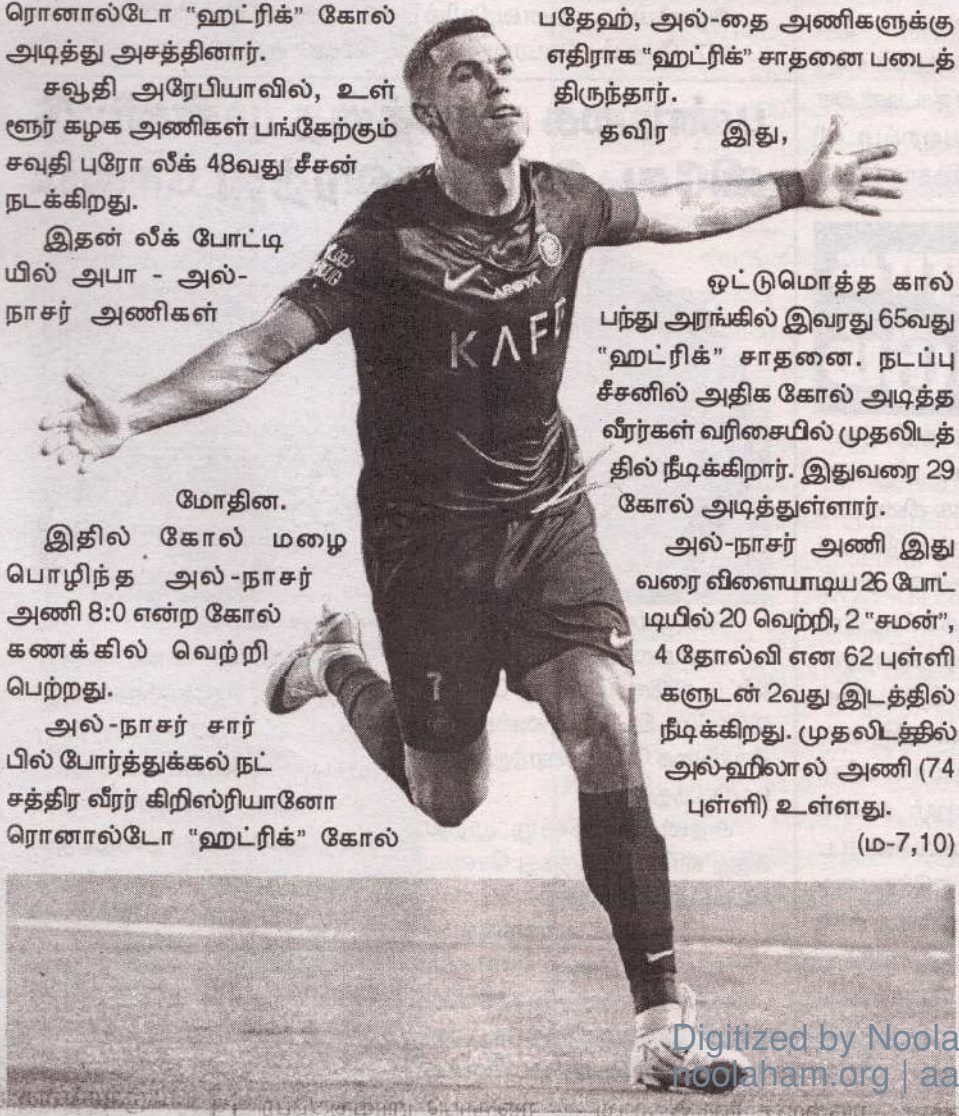 ரொனால்டோ “ஹட்ரிக்” கோல்
அடித்து அசத்தினார்.
சவூதி அரேபியாவில், உள்
ளூர் கழக அணிகள் பங்கேற்கும்
சவுதி புரோ லீக் 48வது சீசன்
நடக்கிறது.
இதன் லீக் போட்டி
யில் அபா - அல்-
நாசர் அணிகள்
மோதின.
இதில் கோல் மழை
பொழிந்த அல்-நாசர்
அணி 8:0 என்ற கோல்
கணக்கில் வெற்றி
பெற்றது.
அல்-நாசர் சார்
பில் போர்த்துக்கல் நட்
சத்திர வீரர் கிறிஸ்ரியானோ
ரொனால்டோ “ஹட்ரிக்” கோல்
பதேஹ், அல்-தை அணிகளுக்கு
எதிராக “ஹட்ரிக்” சாதனை படைத்
திருந்தார்.
தவிர இது,
ஒட்டுமொத்த கால்
பந்து அரங்கில் இவரது 65வது
“ஹட்ரிக்” சாதனை. நடப்பு
சீசனில் அதிக கோல் அடித்த
வீரர்கள் வரிசையில் முதலிடத்
தில் நீடிக்கிறார். இதுவரை 29
கோல் அடித்துள்ளார்.
அல்-நாசர் அணி இது
வரை விளையாடிய 26 போட்
டியில் 20 வெற்றி, 2 “சமன்”,
4 தோல்வி என 62 புள்ளி
களுடன் 2வது இடத்தில்
நீடிக்கிறது. முதலிடத்தில்
அல்-ஹிலால் அணி (74
புள்ளி) உள்ளது.
(ம-7,10)
AROYA
KAFD
7
Digitized by Noola
noolaham.org | aa